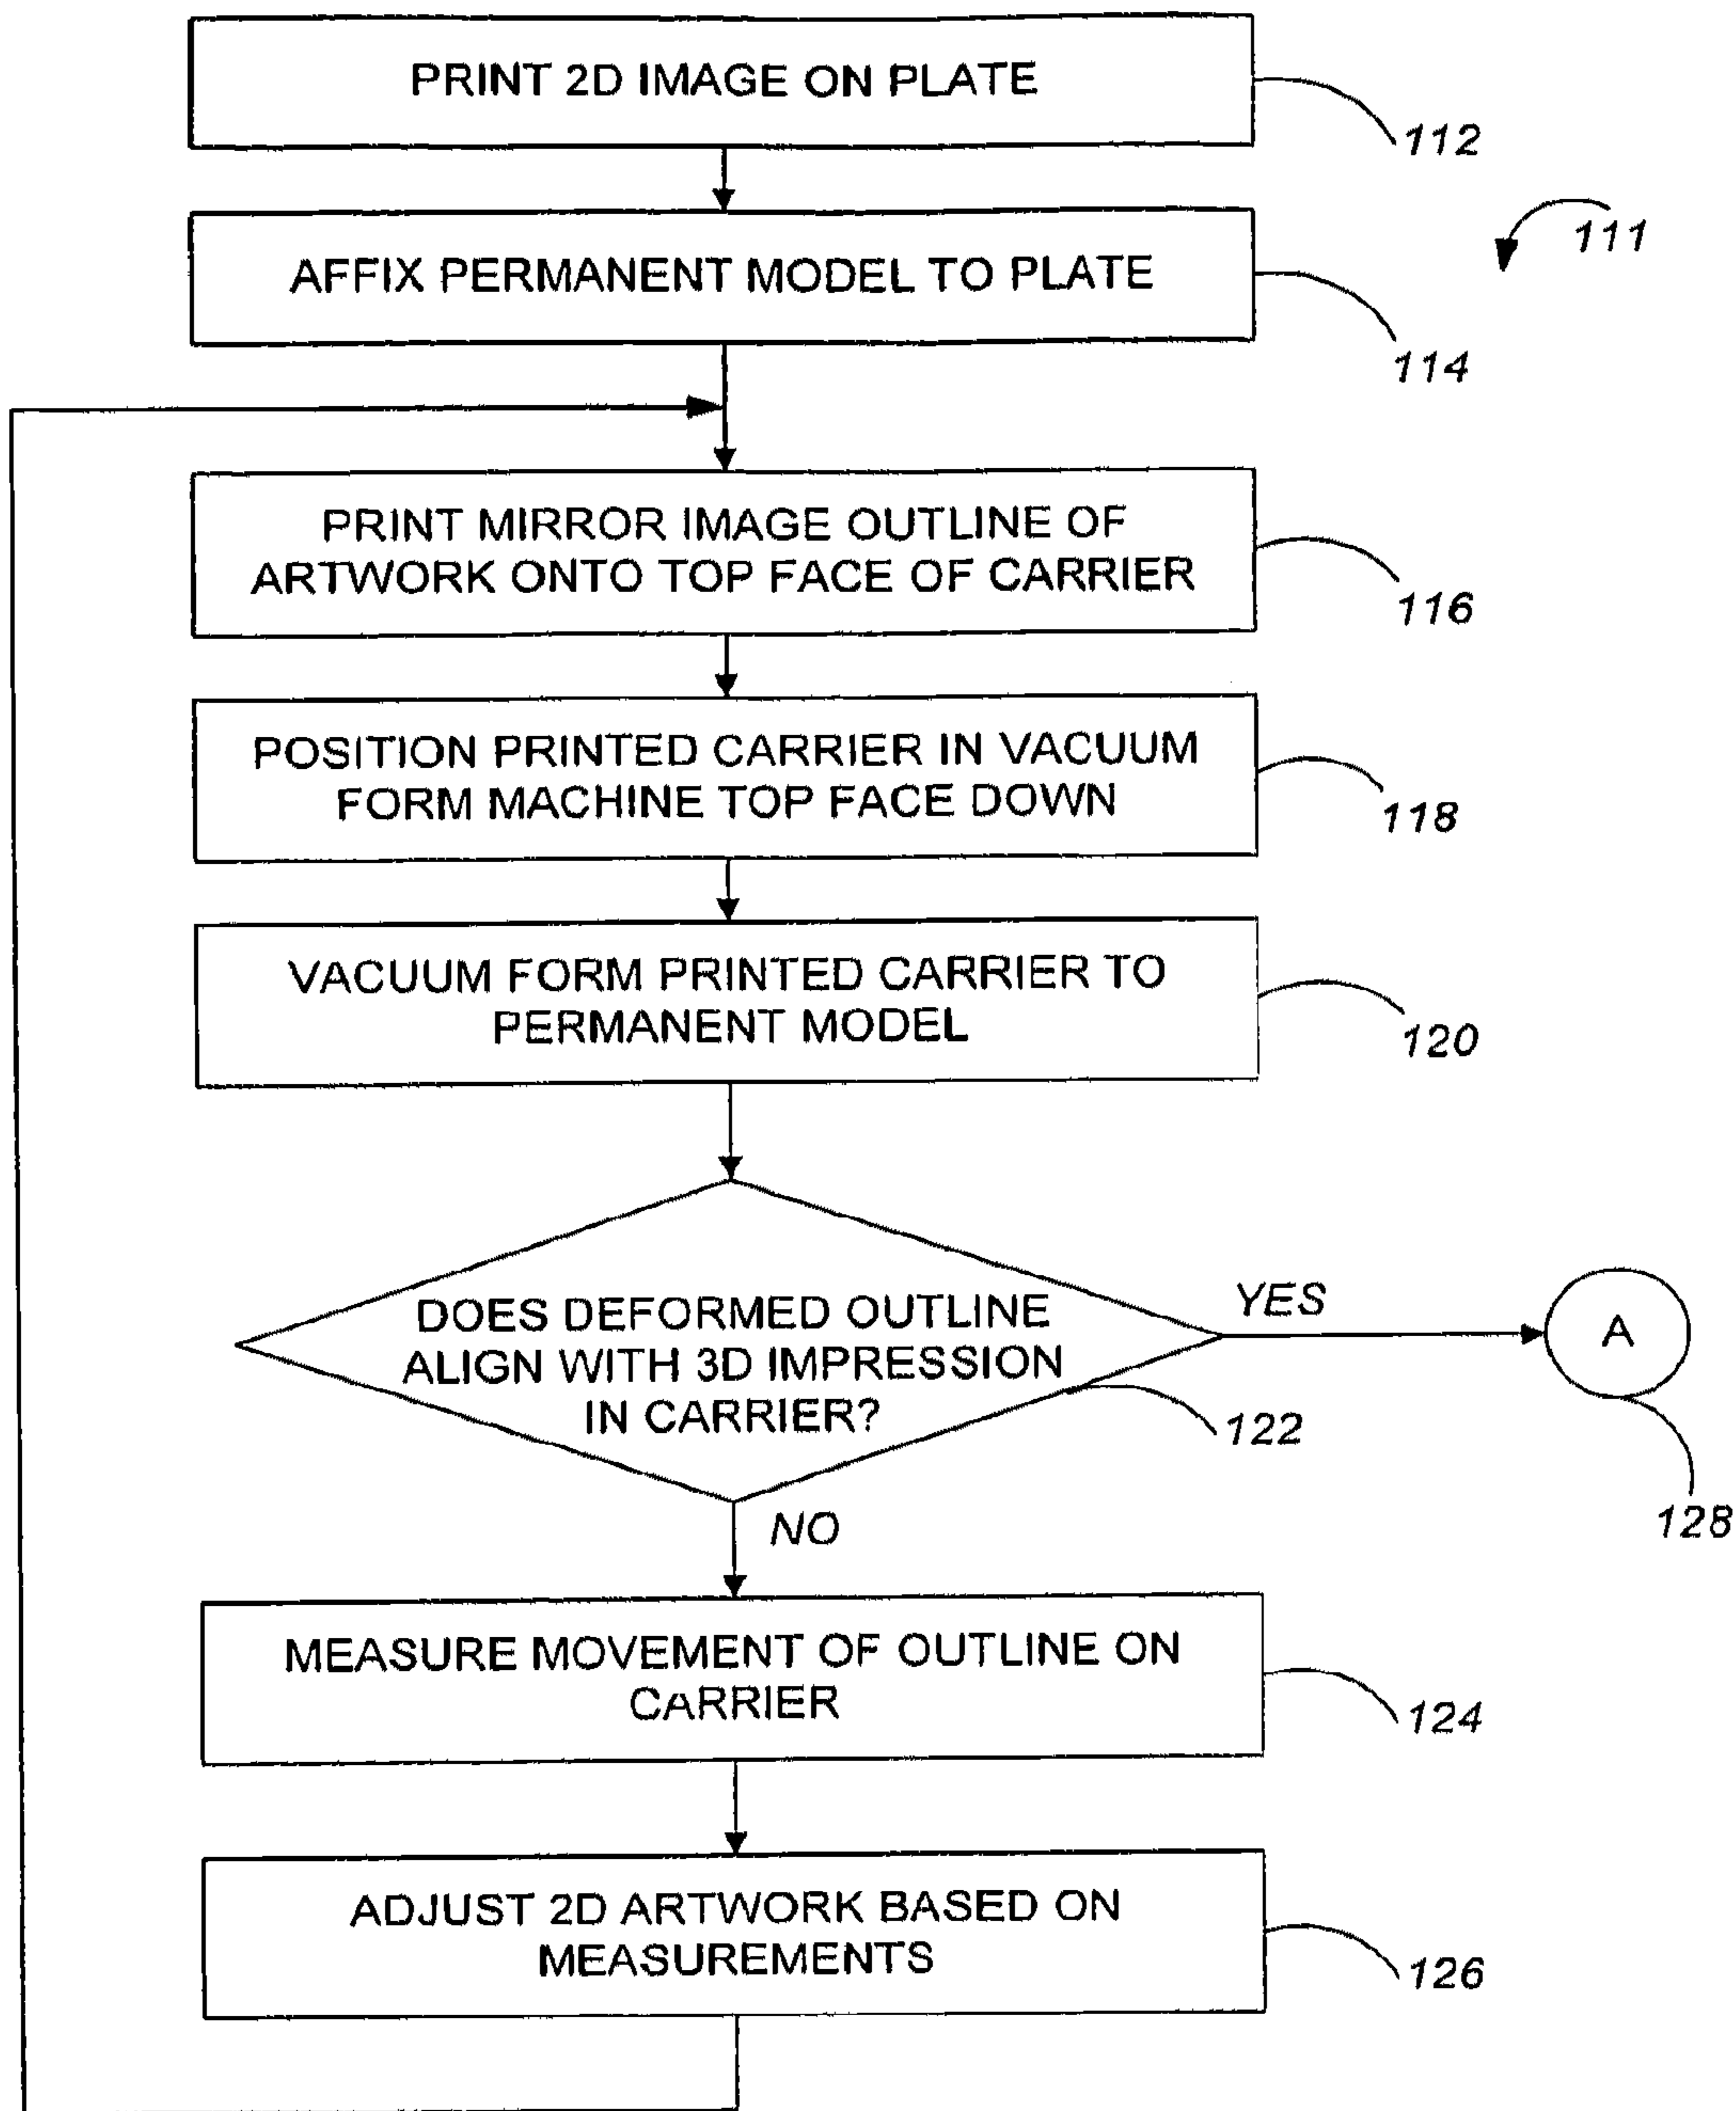 PRINT 2D IMAGE ON PLATE
112
111
AFFIX PERMANENT MODEL TO PLATE
114
PRINT MIRROR IMAGE OUTLINE OF
ARTWORK ONTO TOP FACE OF CARRIER
116
POSITION PRINTED CARRIER IN VACUUM
FORM MACHINE TOP FACE DOWN
118
VACUUM FORM PRINTED CARRIER TO
PERMANENT MODEL
120
DOES DEFORMED OUTLINE
ALIGN WITH 3D IMPRESSION
IN CARRIER?
122
YES
A
128
NO
MEASURE MOVEMENT OF OUTLINE ON
CARRIER
124
ADJUST 2D ARTWORK BASED ON
MEASUREMENTS
126